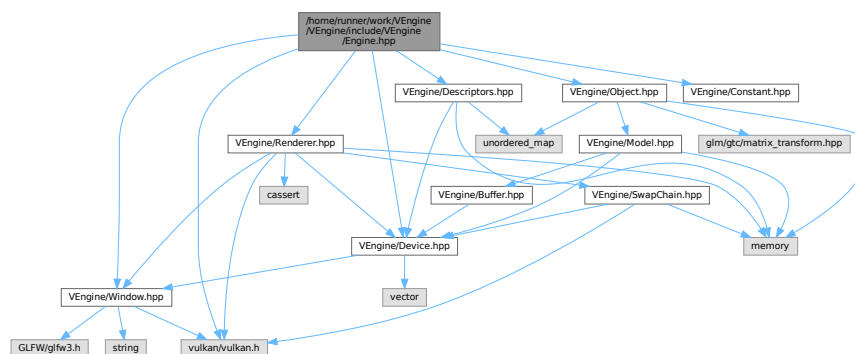 /home/runner/work/VEngine
/VEngine/include/VEngine
/Engine.hpp
VEngine/Descriptors.hpp
VEngine/Object.hpp
VEngine/Constant.hpp
VEngine/Renderer.hpp
unordered_map
VEngine/Model.hpp
glm/gtc/matrix_transform.hpp
cassert
VEngine/Buffer.hpp
VEngine/SwapChain.hpp
VEngine/Device.hpp
memory
VEngine/Window.hpp
vector
GLFW/glfw3.h
string
vulkan/vulkan.h